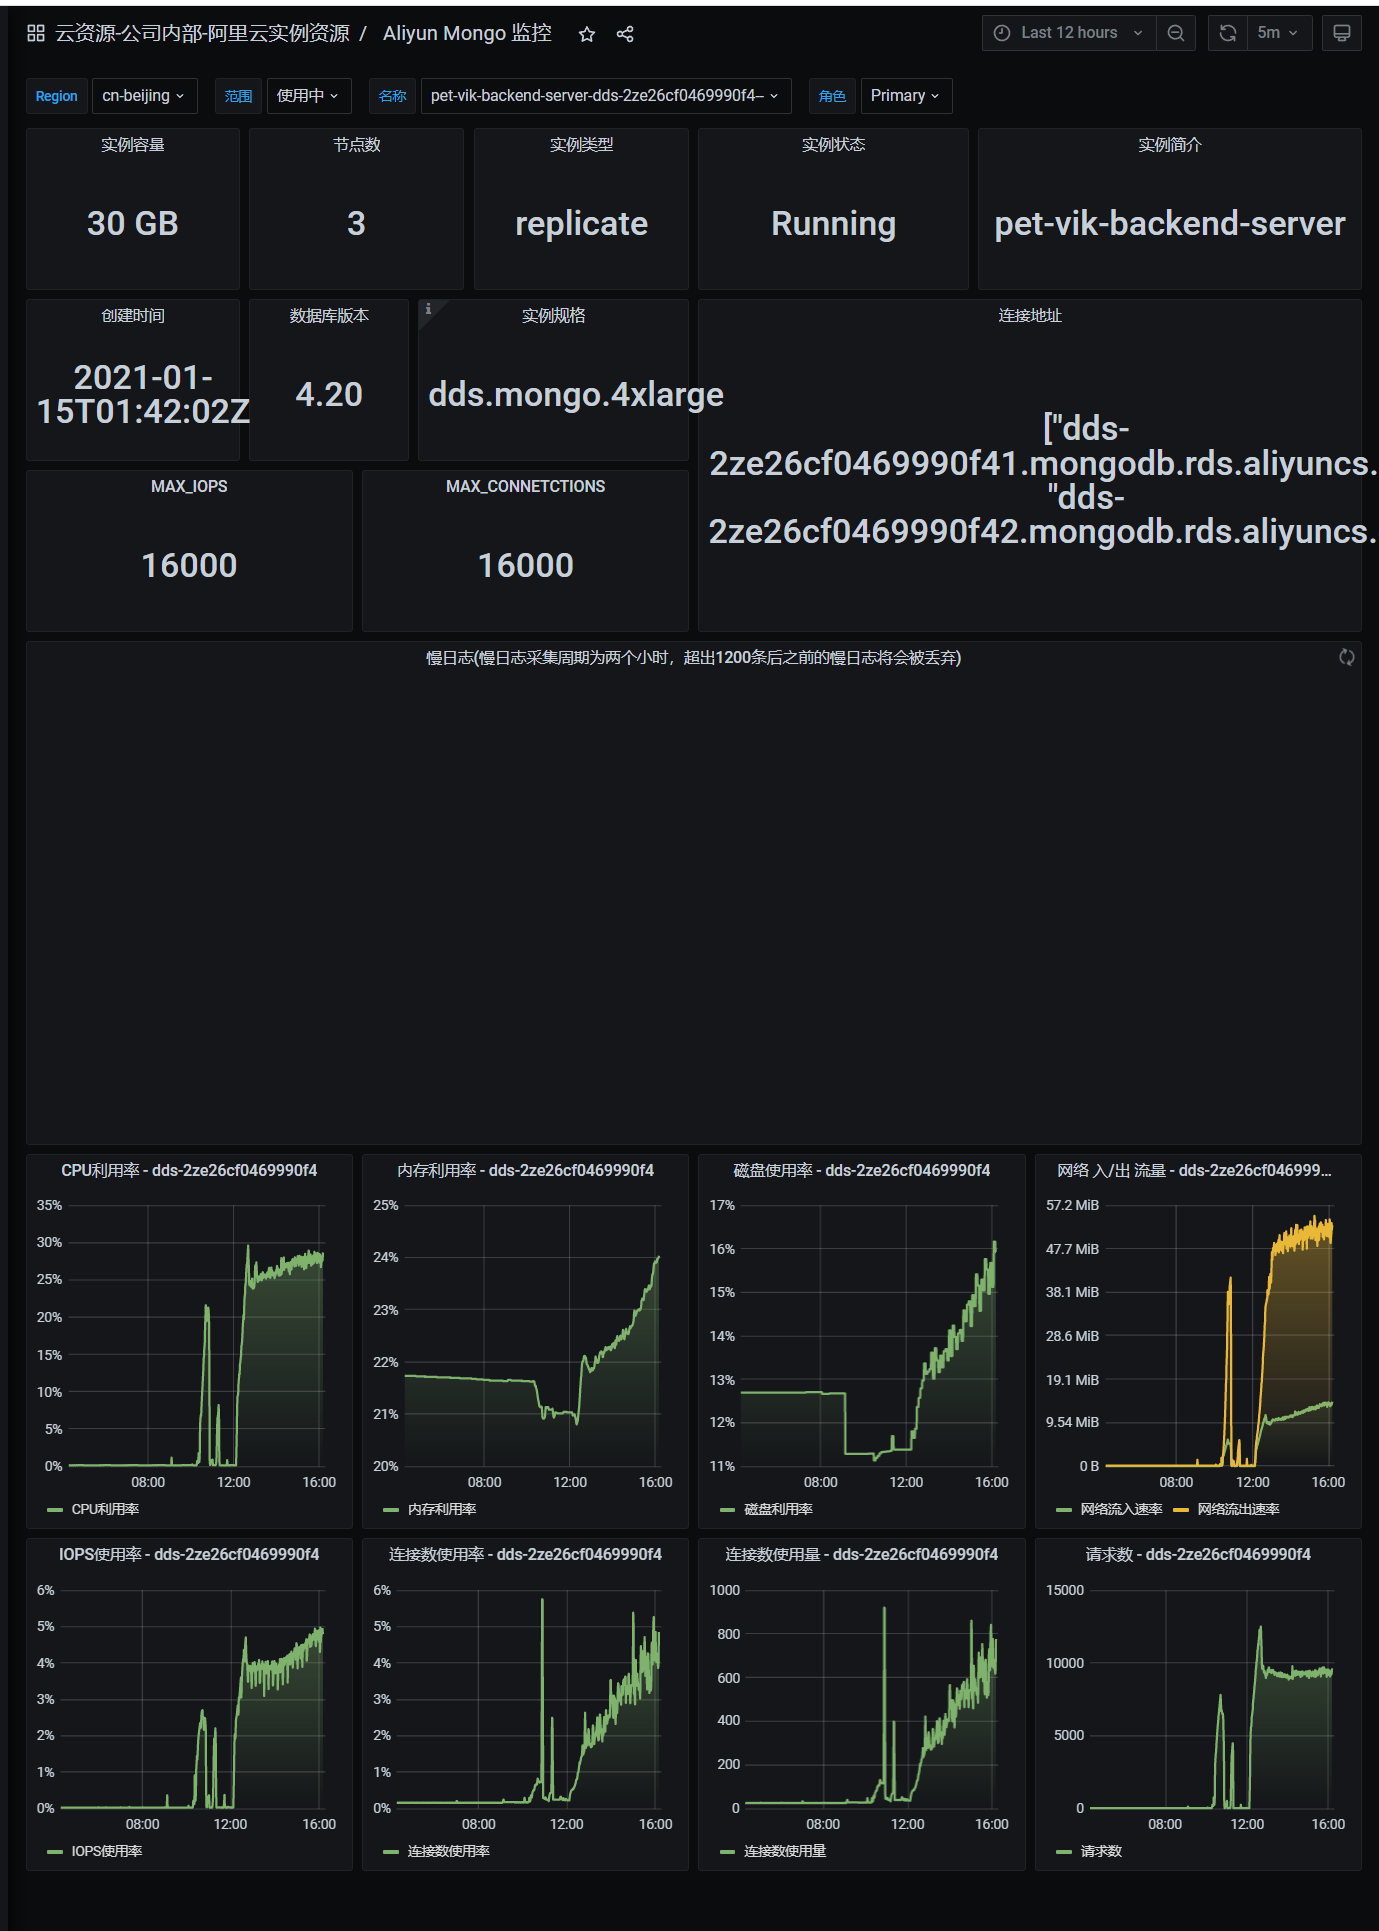 云资源-公司内部-阿里云实例资源 / Aliyun Mongo 监控
Last 12 hours
5m
Region cn-beijing 范围 使用中 名称 pet-vik-backend-server-dds-2ze26cf0469990f4-- 角色 Primary
实例容量 节点数 实例类型 实例状态 实例简介
30 GB 3 replicate Running pet-vik-backend-server
创建时间 数据库版本 实例规格 连接地址
2021-01-
15T01:42:02Z
4.20
dds.mongo.4xlarge
["dds-
2ze26cf0469990f41.mongodb.rds.aliyuncs.
"dds-
2ze26cf0469990f42.mongodb.rds.aliyuncs.
MAX_IOPS MAX_CONNETCTIONS
16000 16000
慢日志(慢日志采集周期为两个小时，超出1200条后之前的慢日志将会被丢弃)
CPU利用率 - dds-2ze26cf0469990f4
35%
30%
25%
20%
15%
10%
5%
0%
08:00 12:00 16:00
CPU利用率
内存利用率 - dds-2ze26cf0469990f4
25%
24%
23%
22%
21%
20%
08:00 12:00 16:00
内存利用率
磁盘使用率 - dds-2ze26cf0469990f4
17%
16%
15%
14%
13%
12%
11%
08:00 12:00 16:00
磁盘利用率
网络 入/出 流量 - dds-2ze26cf046999...
57.2 MiB
47.7 MiB
38.1 MiB
28.6 MiB
19.1 MiB
9.54 MiB
0 B
08:00 12:00 16:00
网络流入速率 网络流出速率
IOPS使用率 - dds-2ze26cf0469990f4
6%
5%
4%
3%
2%
1%
0%
08:00 12:00 16:00
IOPS使用率
连接数使用率 - dds-2ze26cf0469990f4
6%
5%
4%
3%
2%
1%
0%
08:00 12:00 16:00
连接数使用率
连接数使用量 - dds-2ze26cf0469990f4
1000
800
600
400
200
0
08:00 12:00 16:00
连接数使用量
请求数 - dds-2ze26cf0469990f4
15000
10000
5000
0
08:00 12:00 16:00
请求数